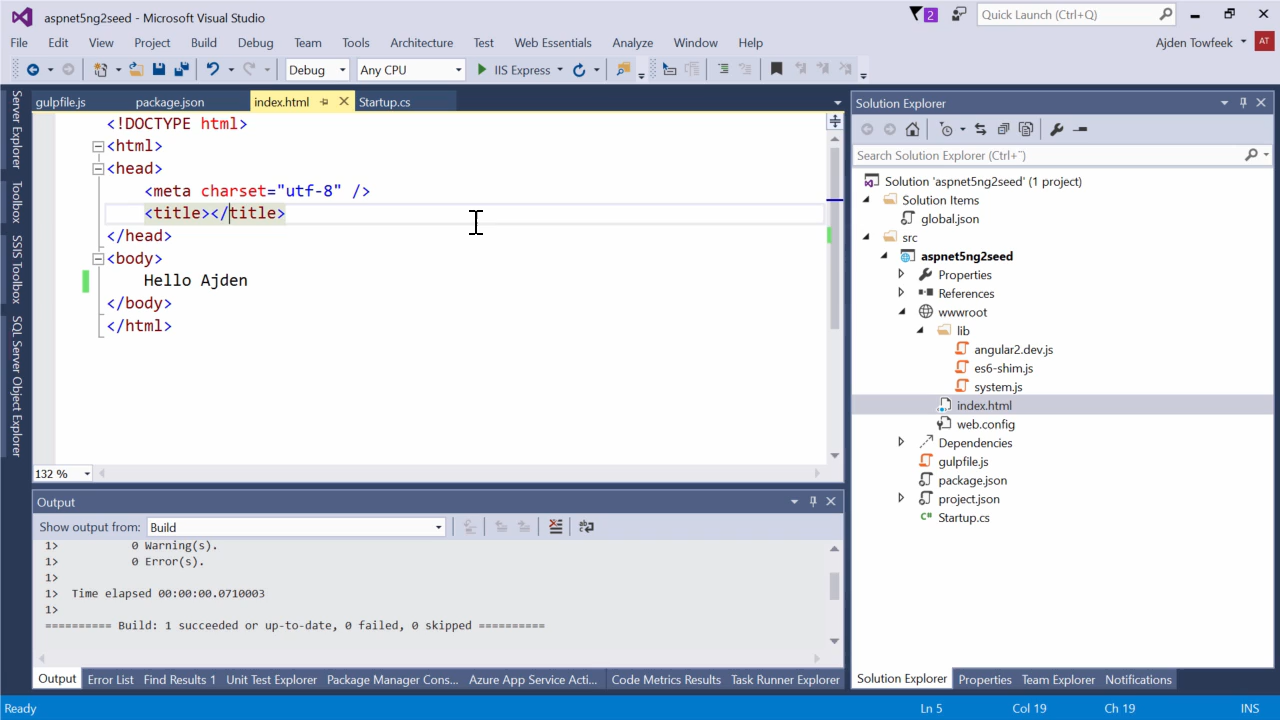 aspnet5ng2seed - Microsoft Visual Studio
2
Quick Launch (Ctrl+Q)
File Edit View Project Build Debug Team Tools Architecture Test Web Essentials Analyze Window Help
Ajden Towfeek AT
Debug Any CPU IIS Express
gulpfile.js package.json index.html Startup.cs
Server Explorer
Toolbox
SSIS Toolbox
SQL Server Object Explorer
<!DOCTYPE html>
<html>
<head>
<meta charset="utf-8" />
<title></title>
</head>
<body>
Hello Ajden
</body>
</html>
132 %
Output
Show output from: Build
1> 0 Warning(s).
1> 0 Error(s).
1>
1> Time elapsed 00:00:00.0710003
1>
========== Build: 1 succeeded or up-to-date, 0 failed, 0 skipped ==========
Output Error List Find Results 1 Unit Test Explorer Package Manager Cons... Azure App Service Acti... Code Metrics Results Task Runner Explorer
Solution Explorer
Search Solution Explorer (Ctrl+¨)
Solution 'aspnet5ng2seed' (1 project)
Solution Items
global.json
src
aspnet5ng2seed
Properties
References
wwwroot
lib
angular2.dev.js
es6-shim.js
system.js
index.html
web.config
Dependencies
gulpfile.js
package.json
project.json
C# Startup.cs
Solution Explorer Properties Team Explorer Notifications
Ready Ln 5 Col 19 Ch 19 INS